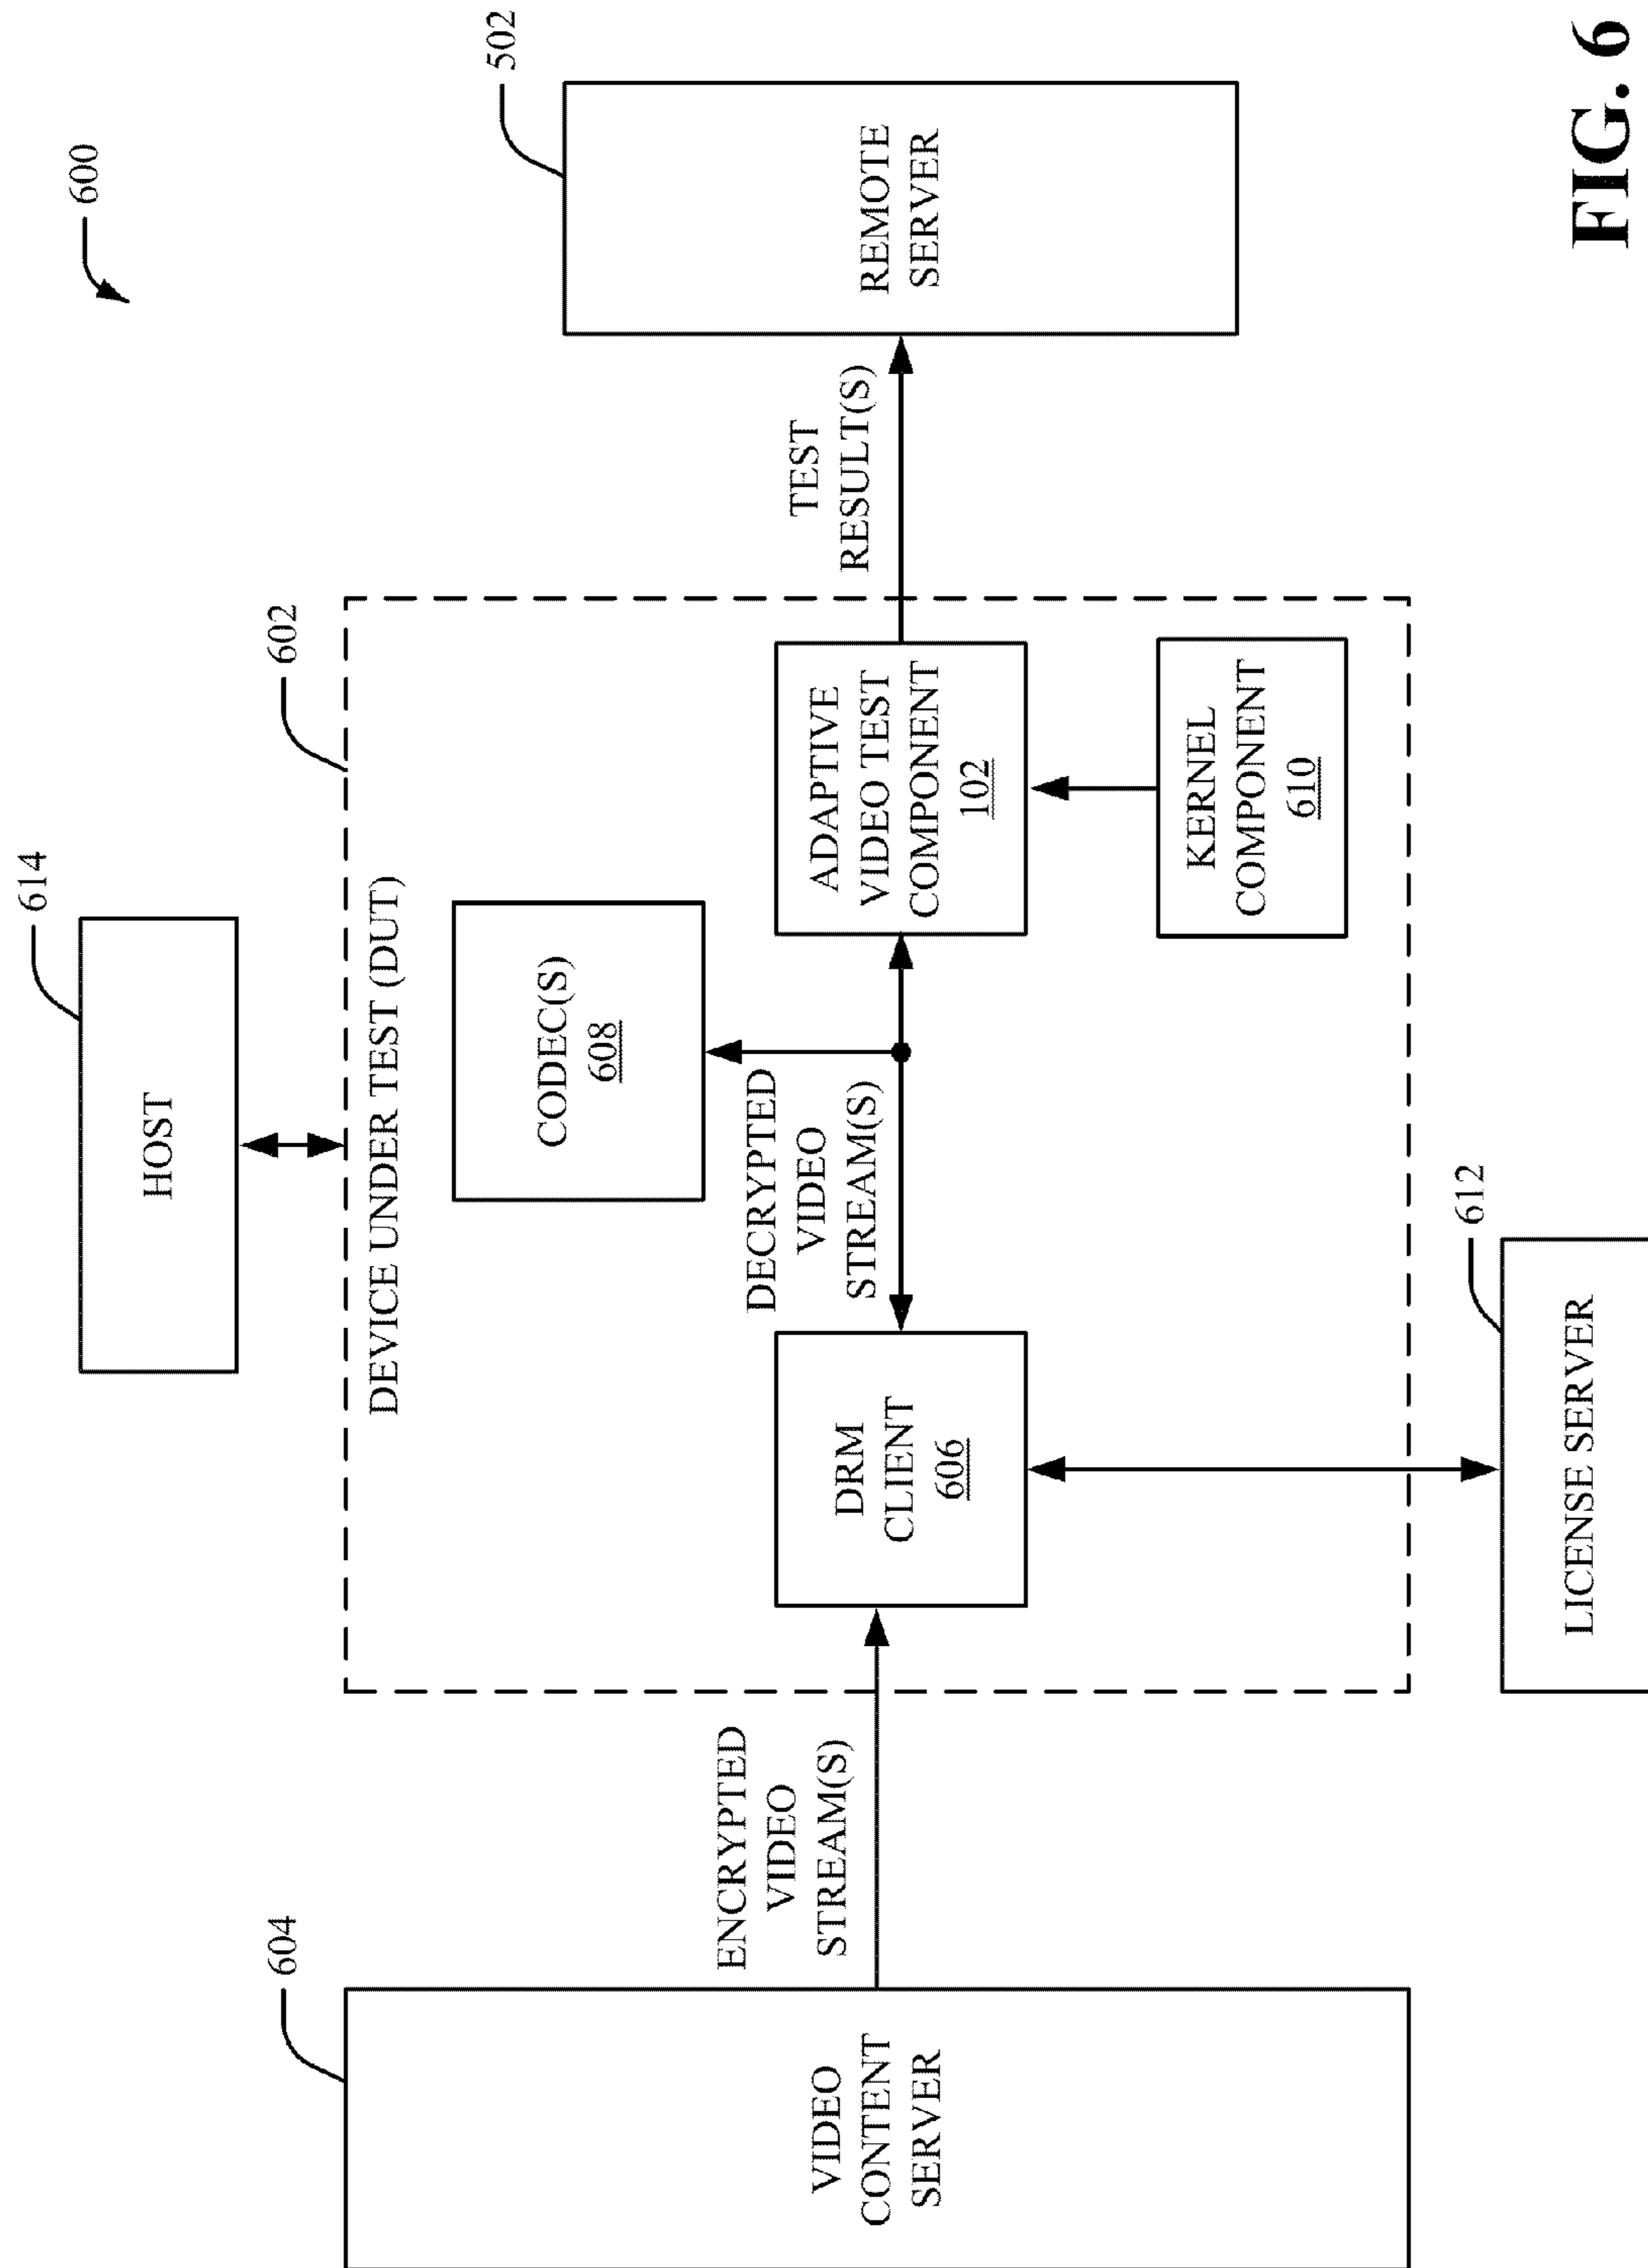 600
614
HOST
602
502
604
DEVICE UNDER TEST (DUT)
CODEC(S)
608
VIDEO
CONTENT
SERVER
ENCRYPTED
VIDEO
STREAM(S)
DRM
CLIENT
606
DECRYPTED
VIDEO
STREAM(S)
ADAPTIVE
VIDEO TEST
COMPONENT
102
TEST
RESULT(S)
REMOTE
SERVER
KERNEL
COMPONENT
610
612
LICENSE SERVER
FIG. 6